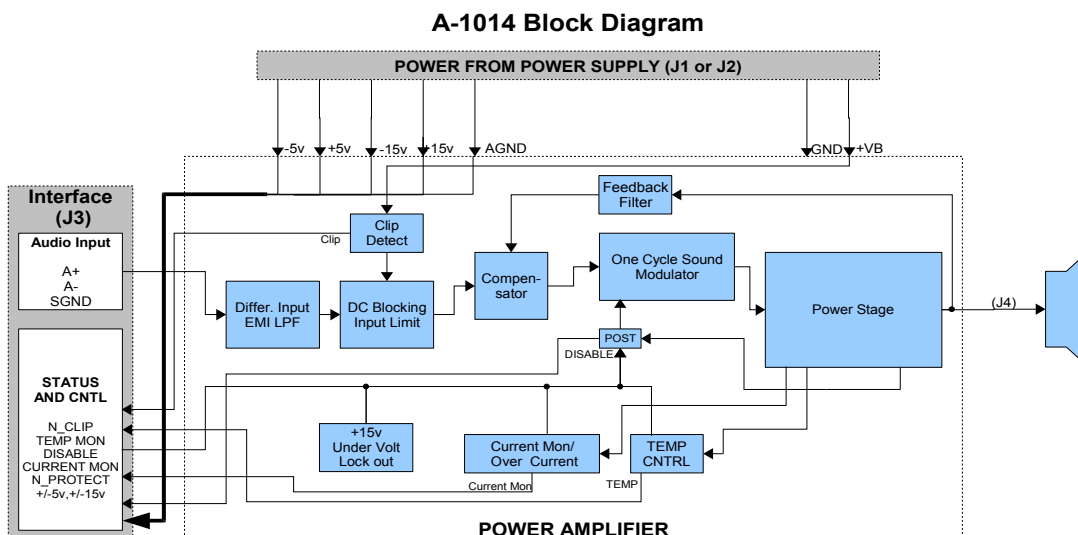 A-1014 Block Diagram
POWER FROM POWER SUPPLY (J1 or J2)
-5v
+5v
-15v
+15v
AGND
GND
+VB
Interface
(J3)
Audio Input
A+
A-
SGND
Clip
Clip
Detect
Feedback
Filter
Differ. Input
EMI LPF
DC Blocking
Input Limit
Compen-
sator
One Cycle Sound
Modulator
Power Stage
(J4)
POST
DISABLE
STATUS
AND CNTL
N_CLIP
TEMP MON
DISABLE
CURRENT MON
N_PROTECT
+/-5v,+/-15v
+15v
Under Volt
Lock out
Current Mon/
Over Current
TEMP
CNTRL
Current Mon
TEMP
POWER AMPLIFIER